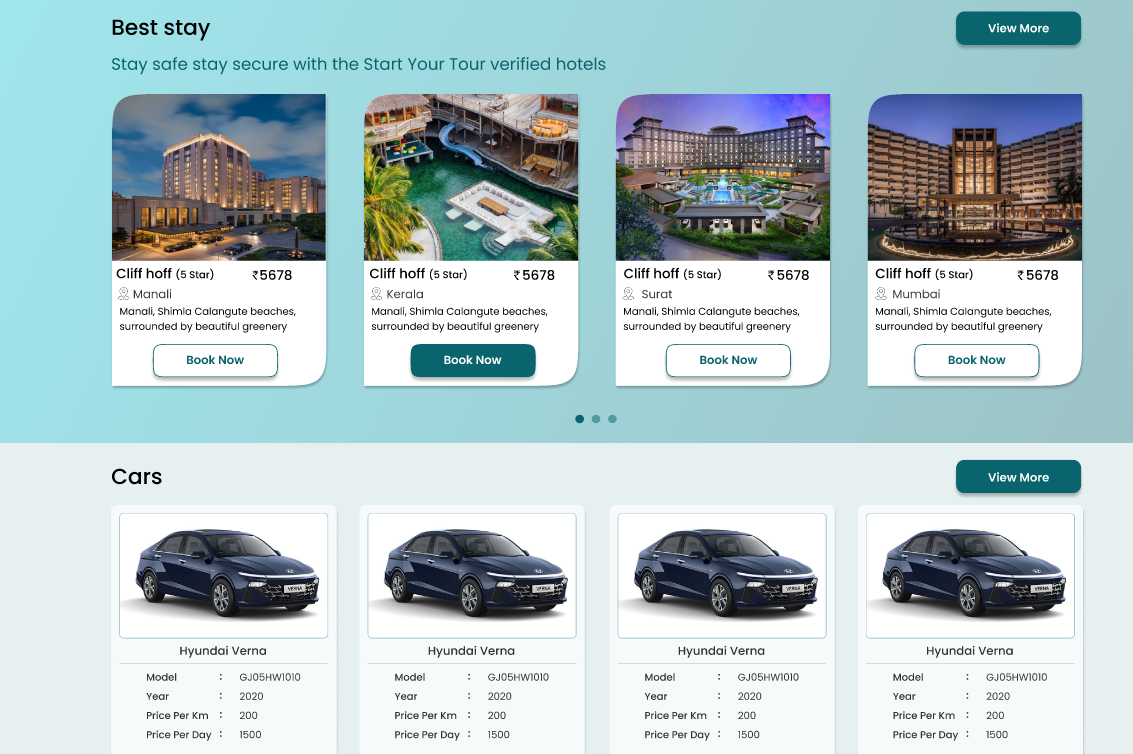 Best stay
View More
Stay safe stay secure with the Start Your Tour verified hotels
Cliff hoff (5 Star) ₹5678
Manali
Manali, Shimla Calangute beaches,
surrounded by beautiful greenery
Book Now
Cliff hoff (5 Star) ₹5678
Kerala
Manali, Shimla Calangute beaches,
surrounded by beautiful greenery
Book Now
Cliff hoff (5 Star) ₹5678
Surat
Manali, Shimla Calangute beaches,
surrounded by beautiful greenery
Book Now
Cliff hoff (5 Star) ₹5678
Mumbai
Manali, Shimla Calangute beaches,
surrounded by beautiful greenery
Book Now
Cars
View More
VERNA
Hyundai Verna
Model : GJ05HW1010
Year : 2020
Price Per Km : 200
Price Per Day : 1500
VERNA
Hyundai Verna
Model : GJ05HW1010
Year : 2020
Price Per Km : 200
Price Per Day : 1500
VERNA
Hyundai Verna
Model : GJ05HW1010
Year : 2020
Price Per Km : 200
Price Per Day : 1500
VERNA
Hyundai Verna
Model : GJ05HW1010
Year : 2020
Price Per Km : 200
Price Per Day : 1500